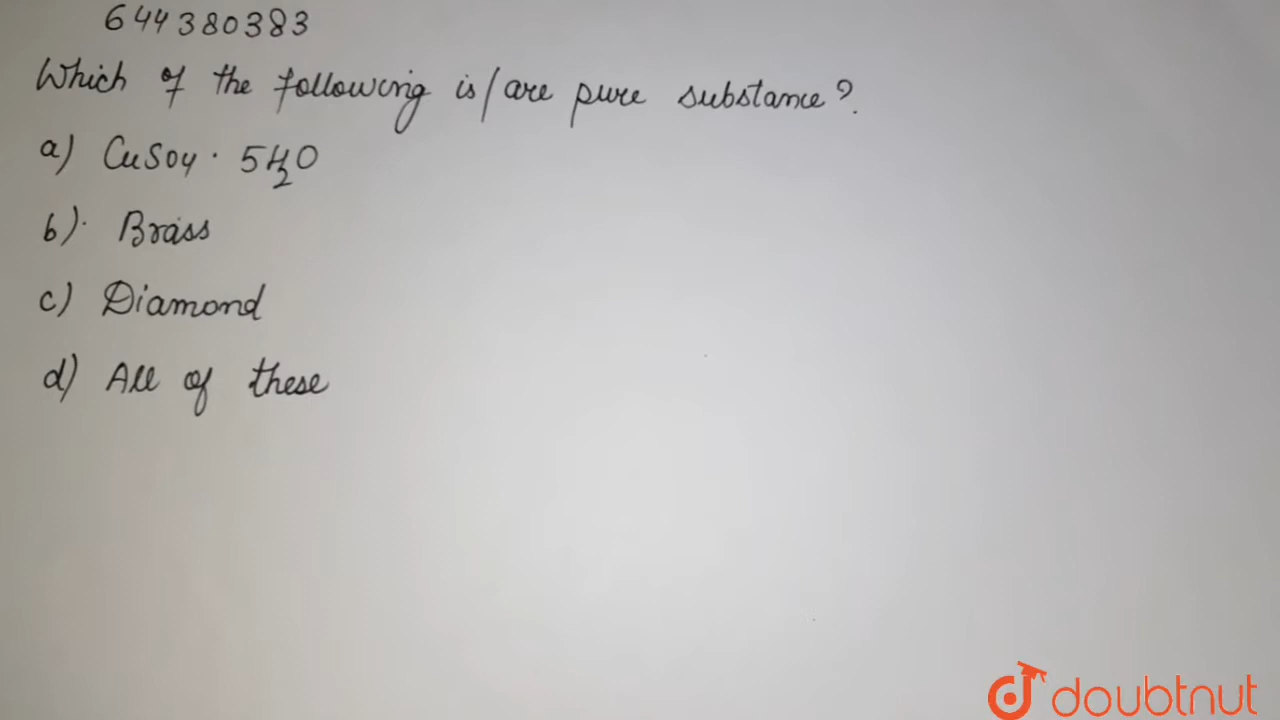 644380383
Which of the following is/are pure substance?
a) CuSO4 · 5H2O
b) Brass
c) Diamond
d) All of these
doubtnut